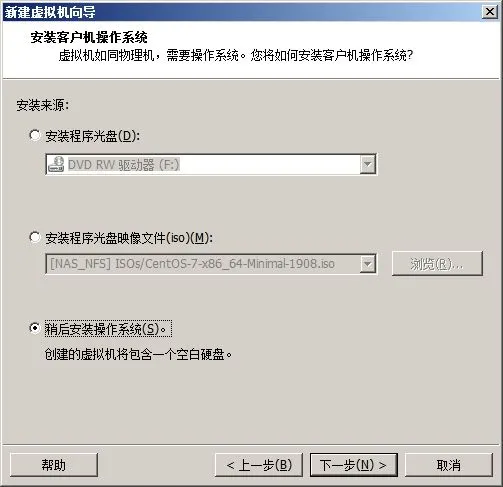 新建虚拟机向导
安装客户机操作系统
虚拟机如同物理机，需要操作系统。您将如何安装客户机操作系统？
安装来源:
安装程序光盘(D):
DVD RW 驱动器 (F:)
安装程序光盘映像文件(iso)(M):
[NAS_NFS] ISOs/CentOS-7-x86_64-Minimal-1908.iso
浏览(R)...
稍后安装操作系统(S)。
创建的虚拟机将包含一个空白硬盘。
帮助
< 上一步(B)
下一步(N) >
取消